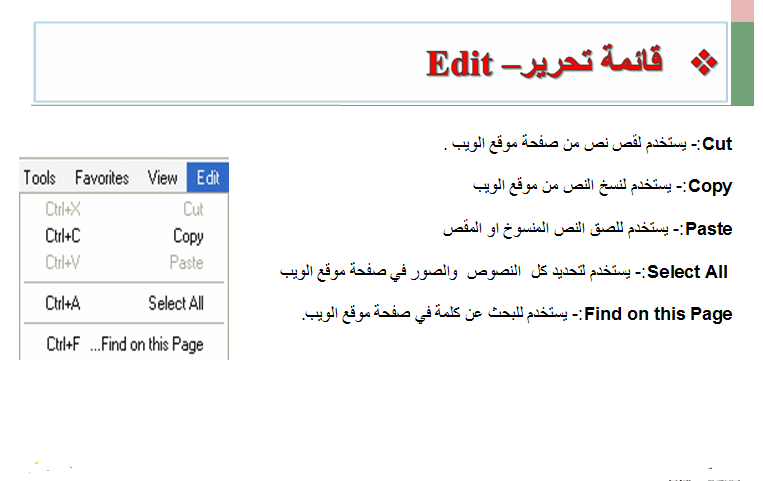 ❖ قائمة تحرير– Edit
Cut:- يستخدم لقص نص من صفحة موقع الويب .
Copy:- يستخدم لنسخ النص من موقع الويب
Paste:- يستخدم للصق النص المنسوخ او المقص
Select All:- يستخدم لتحديد كل النصوص والصور في صفحة موقع الويب
Find on this Page:- يستخدم للبحث عن كلمة في صفحة موقع الويب.
Tools Favorites View Edit
Ctrl+X Cut
Ctrl+C Copy
Ctrl+V Paste
Ctrl+A Select All
Ctrl+F ...Find on this Page